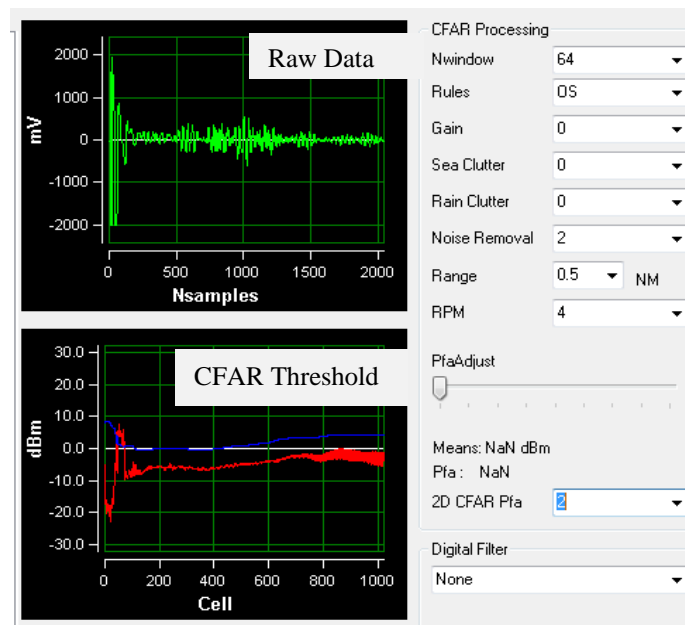 Raw Data
2000
1000
0
-1000
-2000
mV
0 500 1000 1500 2000
Nsamples
CFAR Threshold
30.0
20.0
10.0
0.0
-10.0
-20.0
-30.0
dBm
0 200 400 600 800 1000
Cell
CFAR Processing
Nwindow 64
Rules OS
Gain 0
Sea Clutter 0
Rain Clutter 0
Noise Removal 2
Range 0.5 NM
RPM 4
PfaAdjust
Means: NaN dBm
Pfa : NaN
2D CFAR Pfa 2
Digital Filter
None